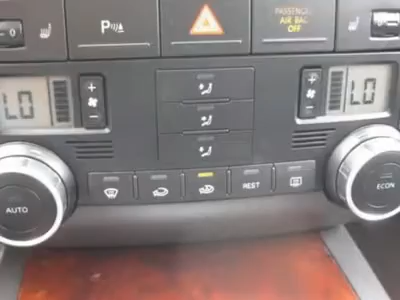 P
PASSENGER
AIR BAG
OFF
LO
LO
AUTO
REST
ECON